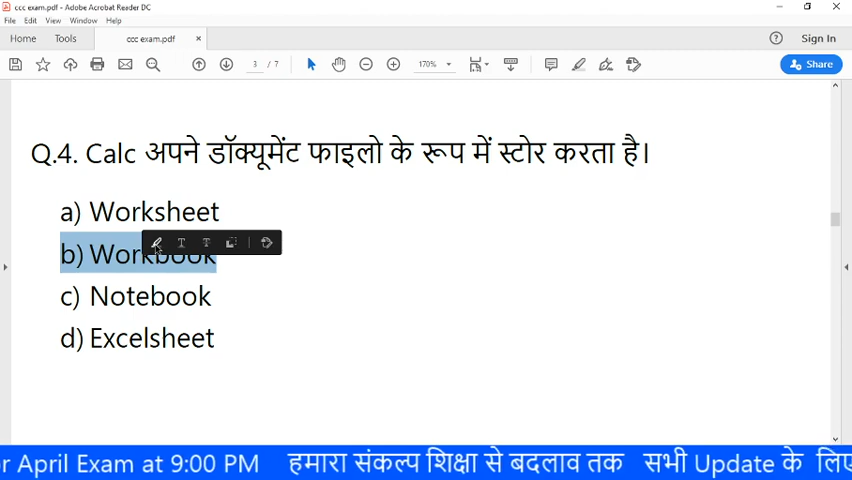 ccc exam.pdf - Adobe Acrobat Reader DC
File Edit View Window Help
Home Tools ccc exam.pdf × Sign In
3 / 7 170% Share
Q.4. Calc अपने डॉक्यूमेंट फाइलो के रूप में स्टोर करता है।
a) Worksheet
b) Workbook
c) Notebook
d) Excelsheet
or April Exam at 9:00 PM हमारा संकल्प शिक्षा से बदलाव तक सभी Update के लिए